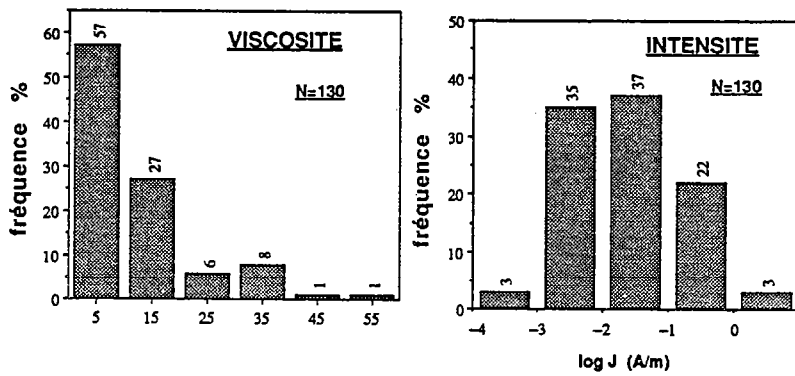 VISCOSITE
N=130
fréquence %
60
50
40
30
20
10
0
57
27
6
8
1
1
5 15 25 35 45 55
INTENSITE
N=130
fréquence %
50
40
30
20
10
0
3
35
37
22
3
−4 −3 −2 −1 0
log J (A/m)